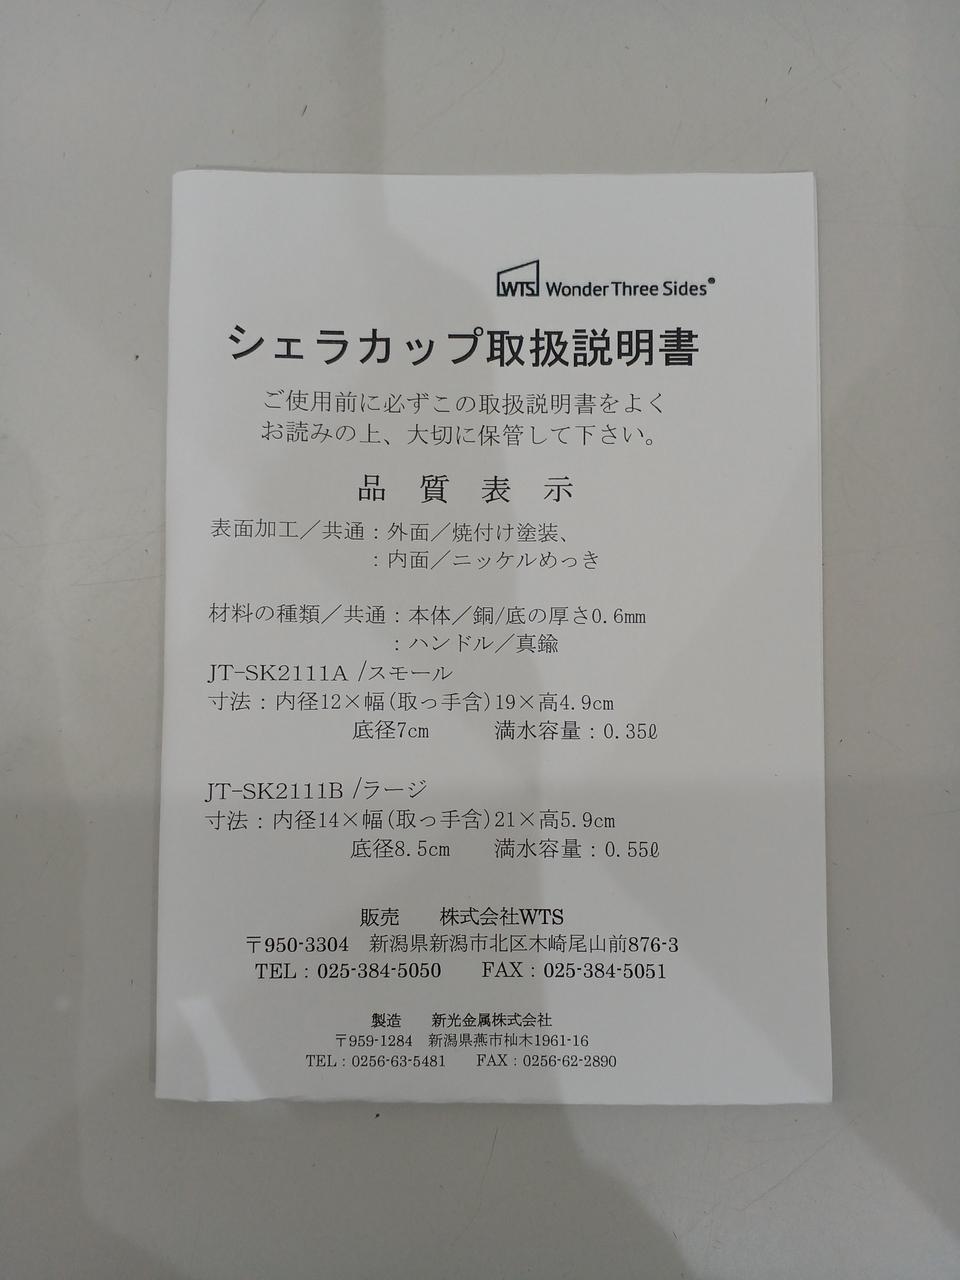 WTS Wonder Three Sides®
シェラカップ取扱説明書
ご使用前に必ずこの取扱説明書をよく
お読みの上、大切に保管して下さい。
品質表示
表面加工／共通：外面／焼付け塗装、
：内面／ニッケルめっき
材料の種類／共通：本体／銅/底の厚さ0.6mm
：ハンドル／真鍮
JT-SK2111A /スモール
寸法：内径12×幅(取っ手含)19×高4.9cm
底径7cm 満水容量：0.35ℓ
JT-SK2111B /ラージ
寸法：内径14×幅(取っ手含)21×高5.9cm
底径8.5cm 満水容量：0.55ℓ
販売 株式会社WTS
〒950-3304 新潟県新潟市北区木崎尾山前876-3
TEL：025-384-5050 FAX：025-384-5051
製造 新光金属株式会社
〒959-1284 新潟県燕市杣木1961-16
TEL：0256-63-5481 FAX：0256-62-2890